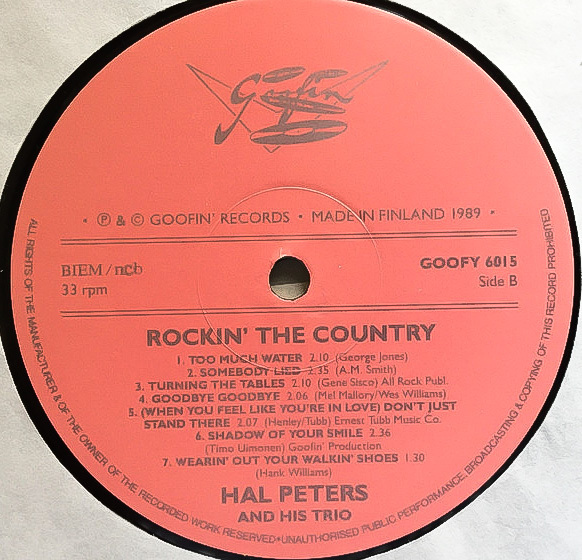 Goofin
• ℗ & © GOOFIN' RECORDS • MADE IN FINLAND 1989 •
BIEM / ncb
33 rpm
GOOFY 6015
Side B
ROCKIN' THE COUNTRY
1. TOO MUCH WATER 2.10 (George Jones)
2. SOMEBODY LIED 2.35 (A.M. Smith)
3. TURNING THE TABLES 2.10 (Gene Sisco) All Rock Publ.
4. GOODBYE GOODBYE 2.06 (Mel Mallory/Wes Williams)
5. (WHEN YOU FEEL LIKE YOU'RE IN LOVE) DON'T JUST
STAND THERE 2.07 (Henley/Tubb) Ernest Tubb Music Co.
6. SHADOW OF YOUR SMILE 2.36
(Timo Uimonen) Goofin' Production
7. WEARIN' OUT YOUR WALKIN' SHOES 1.30
(Hank Williams)
HAL PETERS
AND HIS TRIO
ALL RIGHTS OF THE MANUFACTURER & OF THE OWNER OF THE RECORDED WORK RESERVED•UNAUTHORISED PUBLIC PERFORMANCE, BROADCASTING & COPYING OF THIS RECORD PROHIBITED